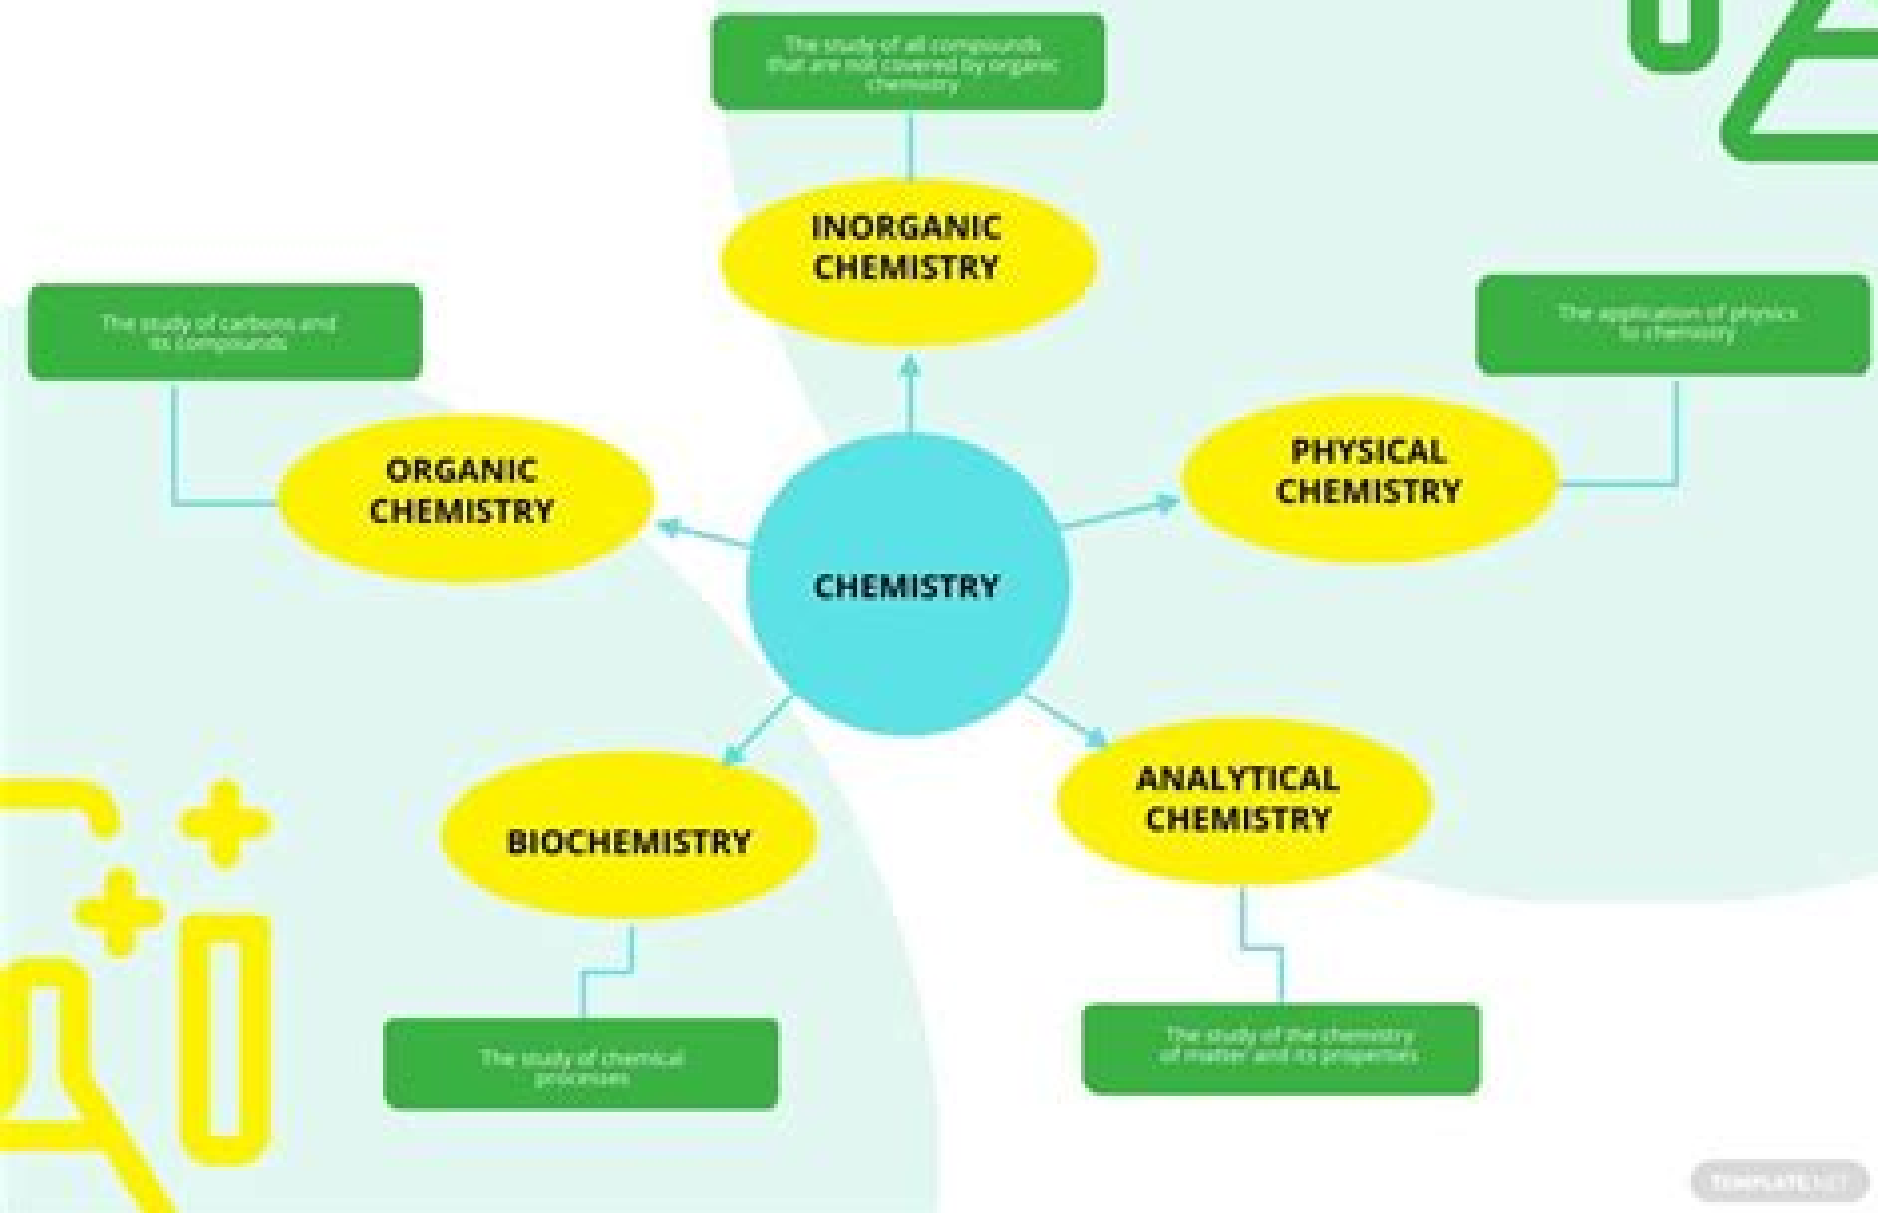 The study of all compounds
that are not covered by organic
chemistry
INORGANIC
CHEMISTRY
The study of carbons and
its compounds
The application of physics
to chemistry
ORGANIC
CHEMISTRY
PHYSICAL
CHEMISTRY
CHEMISTRY
BIOCHEMISTRY
ANALYTICAL
CHEMISTRY
The study of chemical
processes
The study of the chemistry
of matter and its properties
TEMPLATE.NET